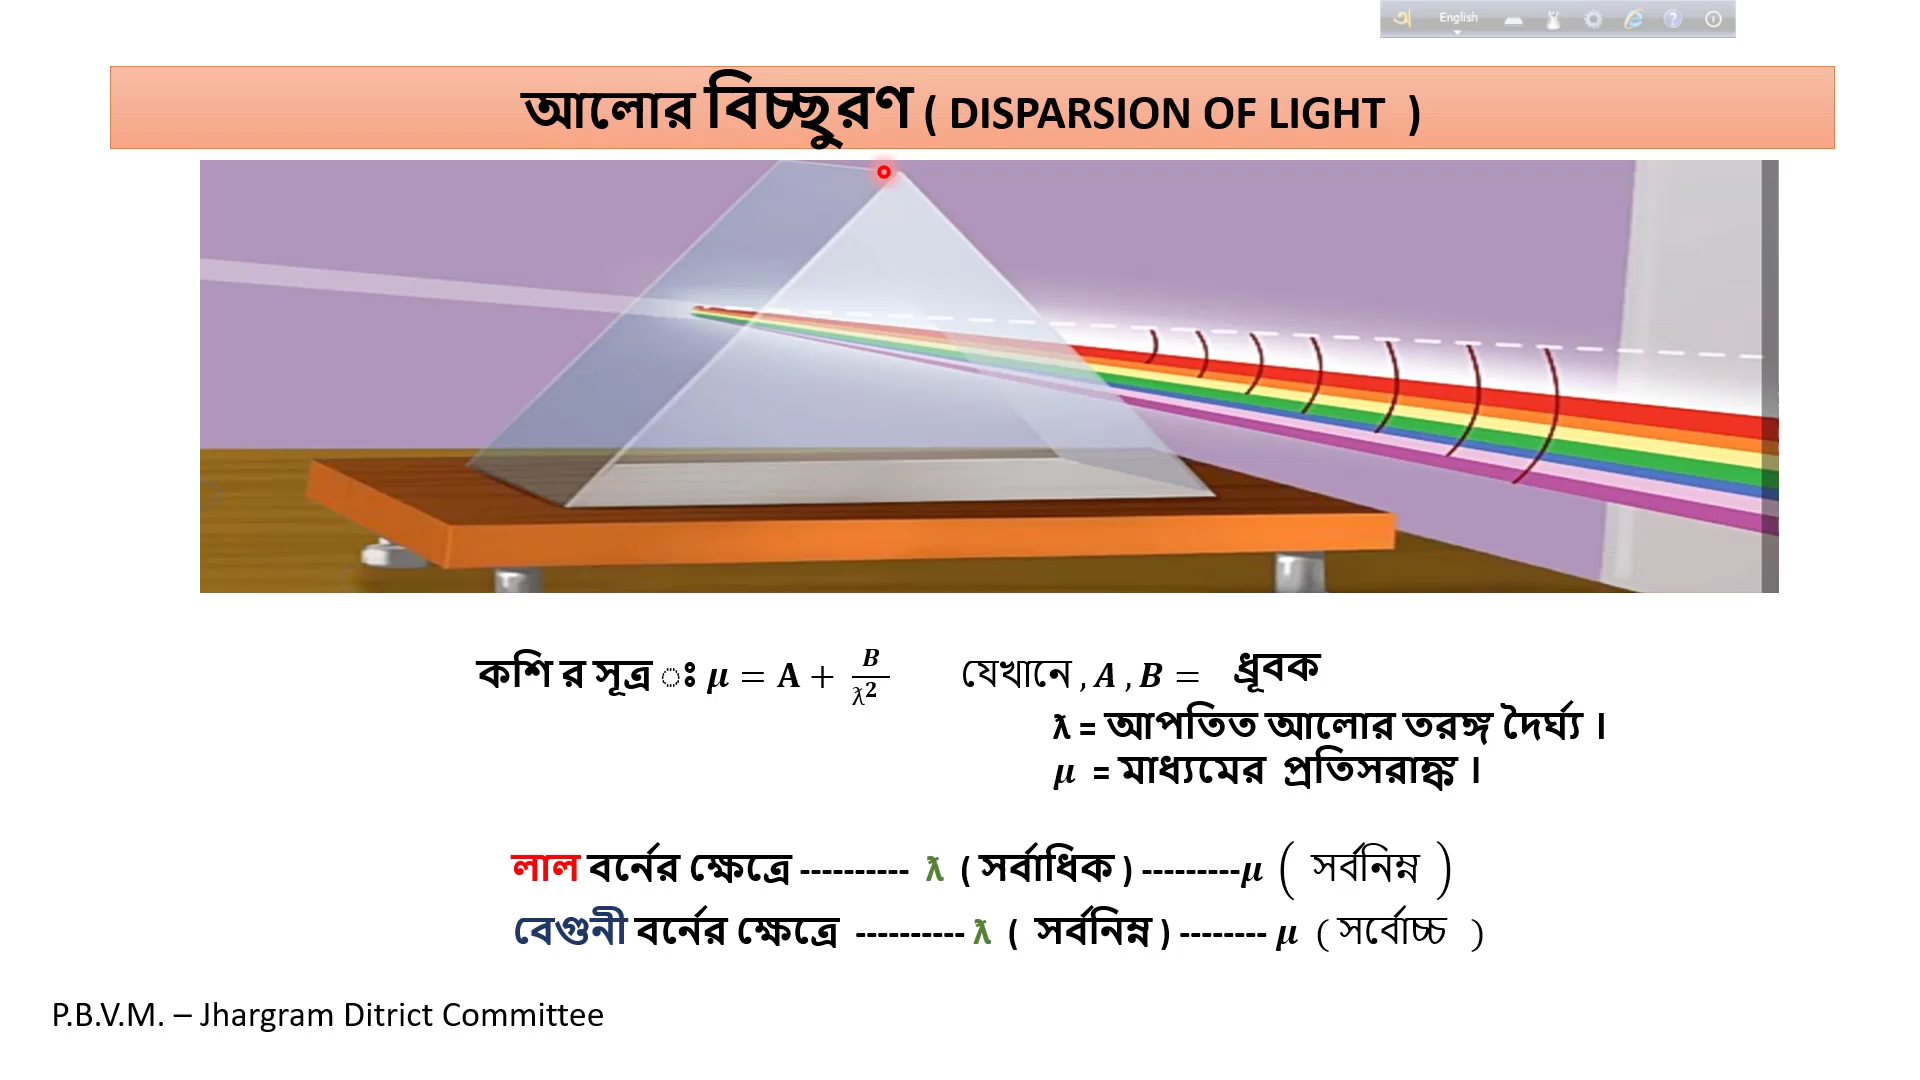 English
আলোর বিচ্ছুরণ ( DISPARSION OF LIGHT )
কশি র সূত্র ঃ μ = A + B/ƛ² যেখানে , A , B = ধ্রূবক
ƛ = আপতিত আলোর তরঙ্গ দৈর্ঘ্য ।
μ = মাধ্যমের প্রতিসরাঙ্ক ।
লাল বর্নের ক্ষেত্রে ---------- ƛ ( সর্বাধিক ) ---------μ ( সর্বনিম্ন )
বেগুনী বর্নের ক্ষেত্রে ---------- ƛ ( সর্বনিম্ন ) -------- μ ( সর্বোচ্চ )
P.B.V.M. – Jhargram Ditrict Committee